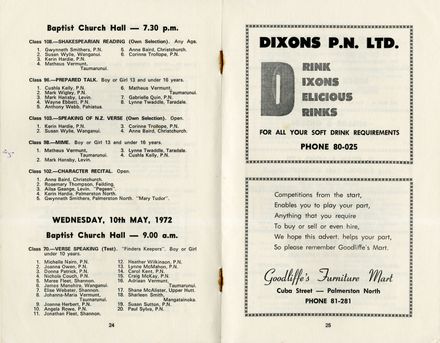 Baptist Church Hall — 7.30 p.m.
Class 108.—SHAKESPEARIAN READING (Own Selection). Any Age.
1. Gwynneth Smithers, P.N.
2. Susan Wylie, Wanganui.
3. Kerin Hardie, P.N.
4. Matheus Vermunt,
Taumarunui.
5. Anne Baird, Christchurch.
6. Corinne Trollope, P.N.
Class 96.—PREPARED TALK. Boy or Girl 13 and under 16 years.
1. Cushla Kelly, P.N.
2. Mark Wigley, P.N.
3. Mark Hanaby, Levin.
4. Wayne Ebbett, P.N.
5. Anthony Webb, Pahiatua.
6. Matheus Vermunt,
Taumarunui.
7. Gabrielle Quin, P.N.
8. Lynne Twaddle, Taradale.
Class 103.—SPEAKING OF N.Z. VERSE (Own Selection). Open.
1. Kerin Hardie, P.N.
2. Susan Wylie, Wanganui.
3. Corinne Trollope, P.N.
4. Anne Baird, Christchurch.
Class 98.—MIME. Boy or Girl 13 and under 16 years.
1. Matheus Vermunt,
Taumarunui.
2. Mark Hanaby, Levin.
3. Lynne Twaddle, Taradale.
4. Cushla Kelly, P.N.
Class 102.—CHARACTER RECITAL. Open.
1. Anne Baird, Christchurch.
2. Rosemary Thompson, Feilding.
3. Ailsa George, Levin. "Pegeen".
4. Kerin Hardie, Palmerston North.
5. Gwynneth Smithers, Palmerston North. "Mary Tudor".
WEDNESDAY, 10th MAY, 1972
Baptist Church Hall — 9.00 a.m.
Class 70.—VERSE SPEAKING (Test). "Finders Keepers". Boy or Girl
under 10 years.
1. Michelle Nairn, P.N.
2. Joanna Owen, P.N.
3. Donna Patrick, P.N.
4. Nichola Couch, P.N.
5. Maree Fleet, Shannon.
6. James Menehira, Wanganui.
7. Elise Webster, Shannon.
8. Johanna-Maria Vermunt,
Taumarunui.
9. Joanne Herbert, P.N.
10. Angela Rowe, P.N.
11. Jonathan Fleet, Shannon.
12. Heather Wilkinson, P.N.
13. Lynne McMahon, P.N.
14. Carol Kent, P.N.
15. Craig McKay, P.N.
16. Adriaan Vermunt,
Taumarunui.
17. Shane McAlister, Upper Hutt.
18. Sharleen Smith,
Mangatainoka.
19. Susan Sutton, P.N.
20. Paul Sylva, P.N.
24
DIXONS P.N. LTD.
DRINK
DIXONS
DELICIOUS
DRINKS
FOR ALL YOUR SOFT DRINK REQUIREMENTS
PHONE 80-025
Competitions from the start,
Enables you to play your part,
Anything that you require
To buy or sell or even hire,
We hope this advert. helps your part,
So please remember Goodliffe's Mart.
Goodliffe's Furniture Mart
Cuba Street — Palmerston North
PHONE 81-281
25